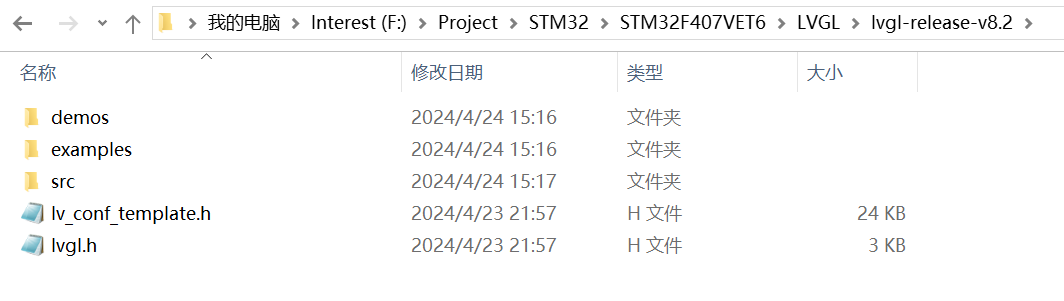 我的电脑 > Interest (F:) > Project > STM32 > STM32F407VET6 > LVGL > lvgl-release-v8.2 >
名称 修改日期 类型 大小
demos 2024/4/24 15:16 文件夹
examples 2024/4/24 15:16 文件夹
src 2024/4/24 15:17 文件夹
lv_conf_template.h 2024/4/23 21:57 H 文件 24 KB
lvgl.h 2024/4/23 21:57 H 文件 3 KB